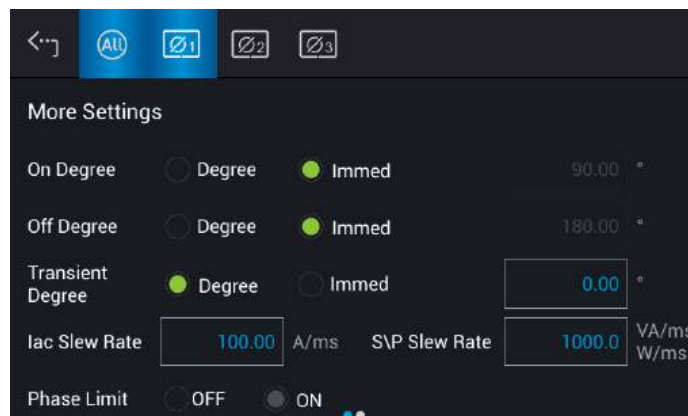 All Ø1 Ø2 Ø3
More Settings
On Degree Degree Immed 90.00 °
Off Degree Degree Immed 180.00 °
Transient
Degree Degree Immed 0.00 °
Iac Slew Rate 100.00 A/ms S\P Slew Rate 1000.0 VA/ms
W/ms
Phase Limit OFF ON